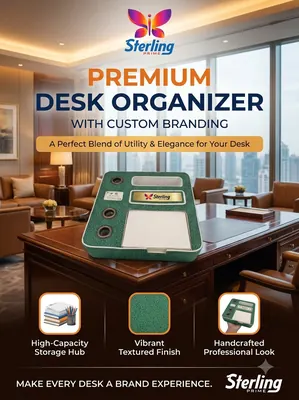 Sterling
PRIME
PREMIUM
DESK ORGANIZER
WITH CUSTOM BRANDING
A Perfect Blend of Utility & Elegance for Your Desk
Sterling
High-Capacity
Storage Hub
Vibrant
Textured Finish
Handcrafted
Professional Look
MAKE EVERY DESK A BRAND EXPERIENCE.
Sterling
PRIME